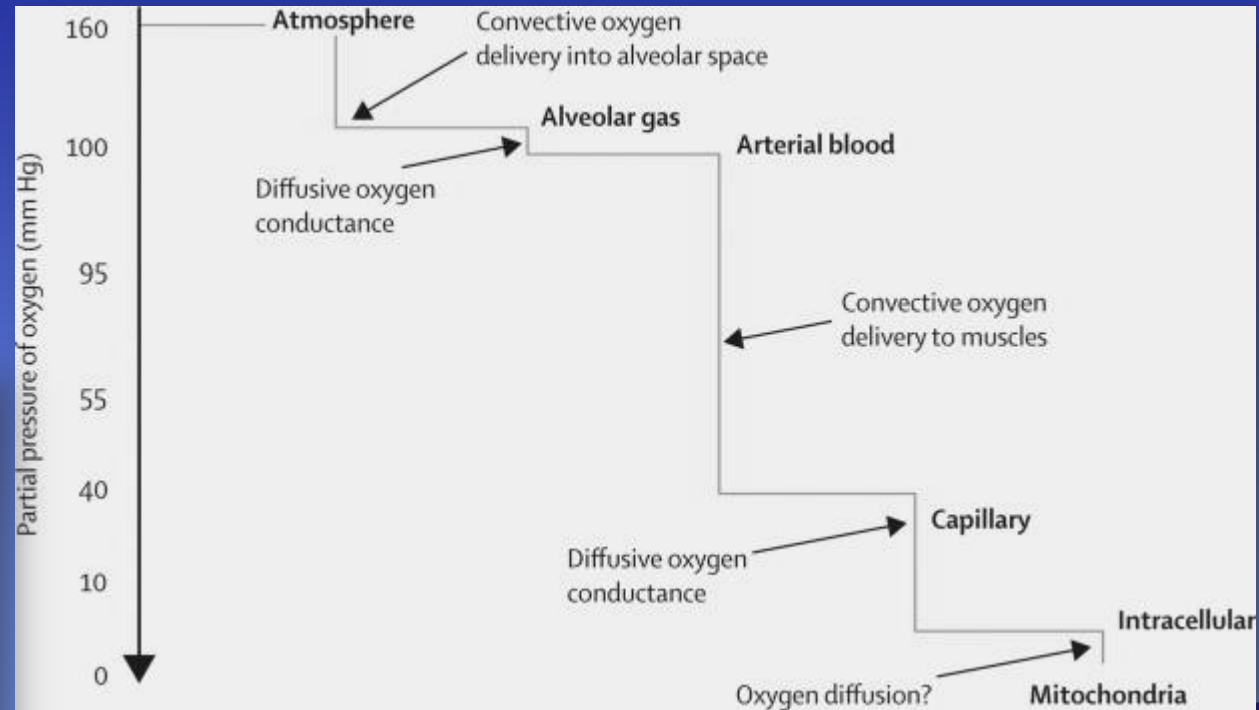 160
Atmosphere
Convective oxygen
delivery into alveolar space
Alveolar gas
100
Arterial blood
Diffusive oxygen
conductance
Partial pressure of oxygen (mm Hg)
95
Convective oxygen
delivery to muscles
55
40
Capillary
Diffusive oxygen
conductance
10
Intracellular
0
Oxygen diffusion?
Mitochondria